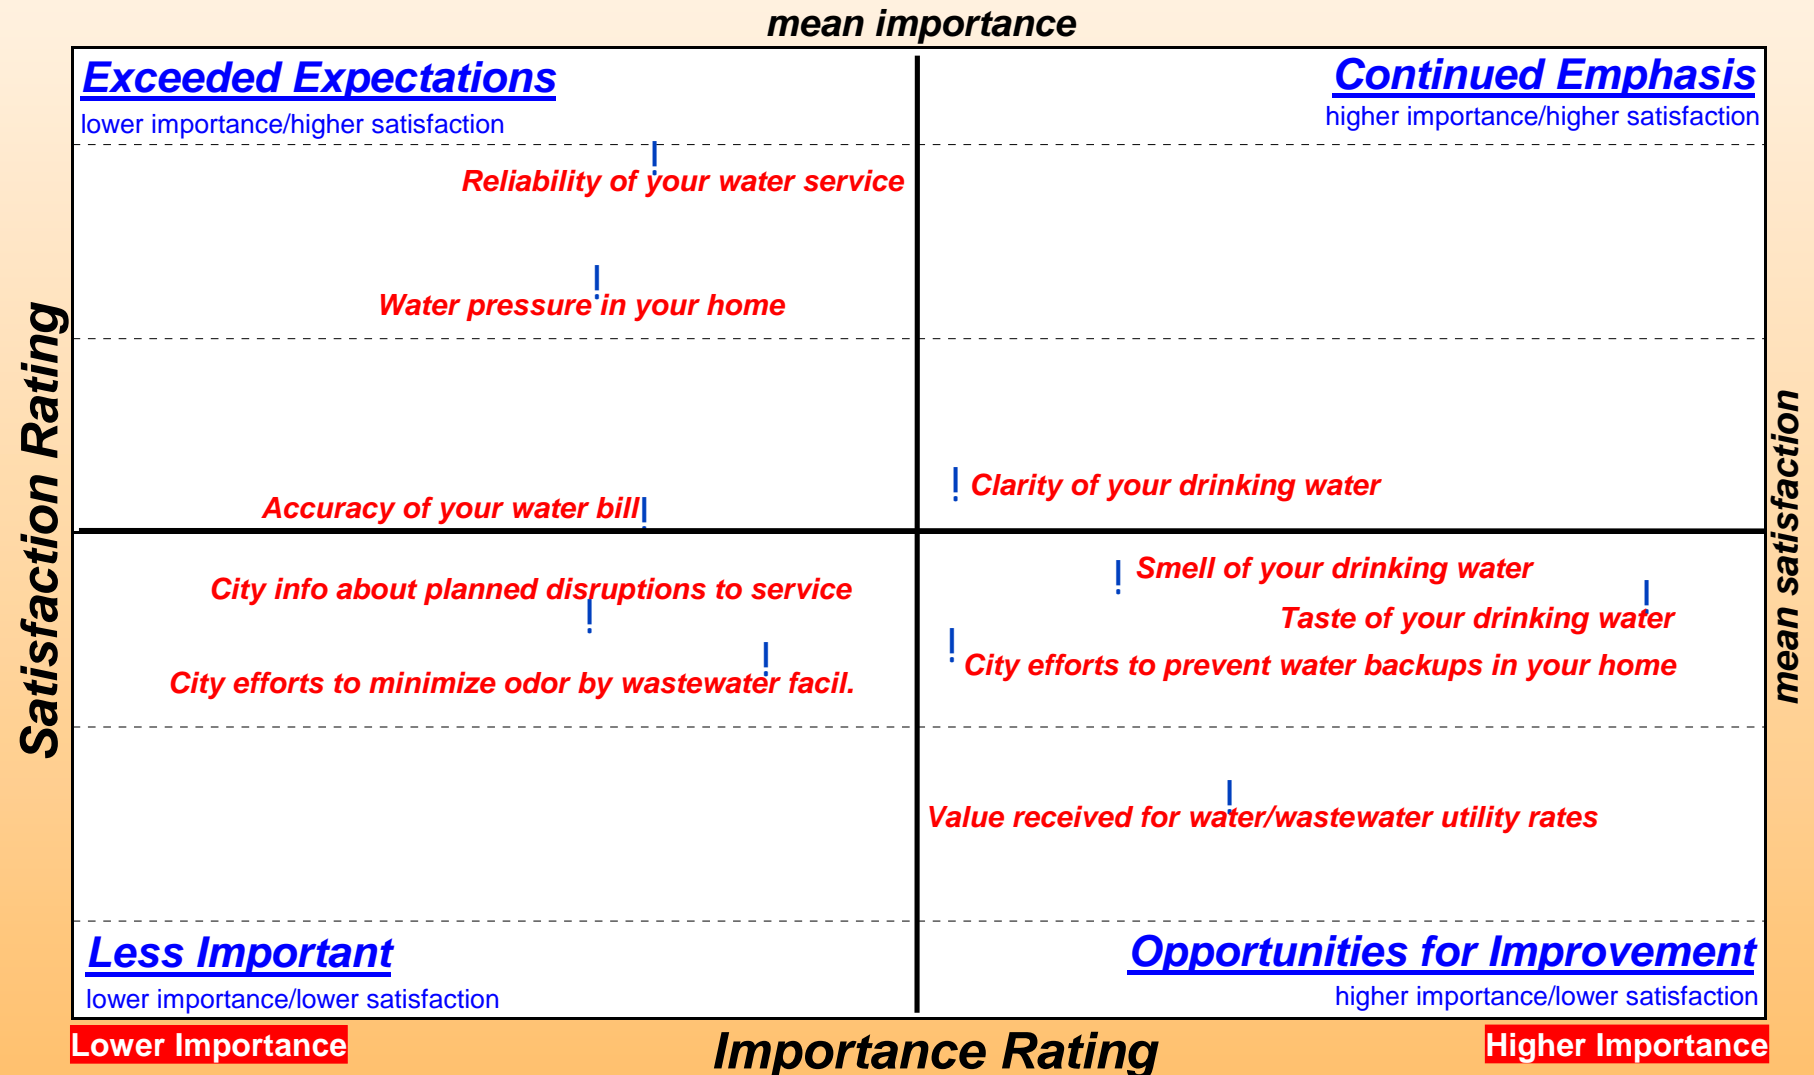 mean importance
Exceeded Expectations
lower importance/higher satisfaction
Continued Emphasis
higher importance/higher satisfaction
Reliability of your water service
Water pressure in your home
Accuracy of your water bill
Clarity of your drinking water
Satisfaction Rating
mean satisfaction
City info about planned disruptions to service
City efforts to minimize odor by wastewater facil.
Smell of your drinking water
Taste of your drinking water
City efforts to prevent water backups in your home
Value received for water/wastewater utility rates
Less Important
lower importance/lower satisfaction
Opportunities for Improvement
higher importance/lower satisfaction
Lower Importance
Importance Rating
Higher Importance